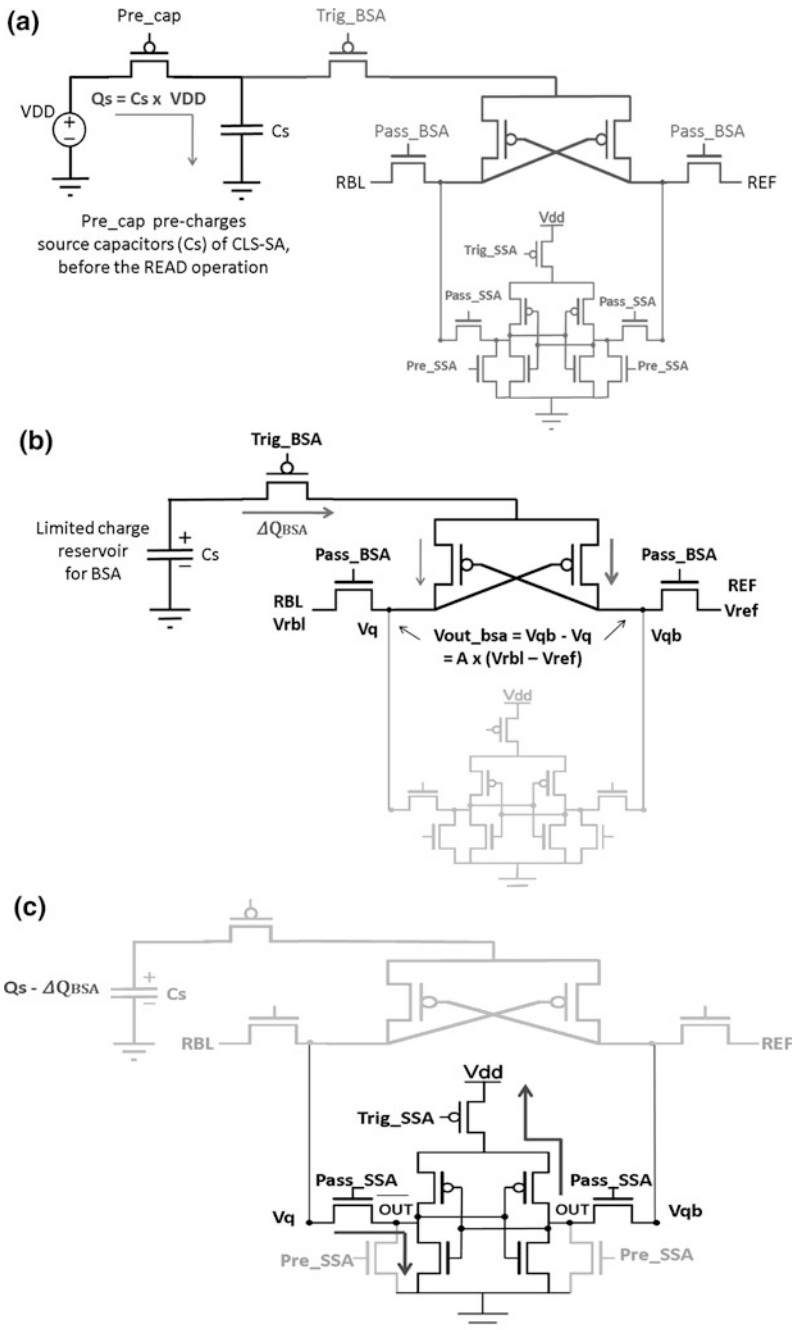 (a)
Pre_cap
Trig_BSA
Qs = Cs x VDD
VDD
Cs
Pass_BSA
Pass_BSA
RBL
REF
Pre_cap pre-charges
source capacitors (Cs) of CLS-SA,
before the READ operation
Vdd
Trig_SSA
Pass_SSA
Pass_SSA
Pre_SSA
Pre_SSA
(b)
Trig_BSA
ΔQBSA
Limited charge
reservoir
for BSA
+
Cs
–
Pass_BSA
Pass_BSA
RBL
Vrbl
REF
Vref
Vq
Vout_bsa = Vqb - Vq
= A x (Vrbl – Vref)
Vqb
Vdd
(c)
Qs - ΔQBSA
+
Cs
–
RBL
REF
Vdd
Trig_SSA
Pass_SSA
Pass_SSA
Vq
OUT
OUT
Vqb
Pre_SSA
Pre_SSA